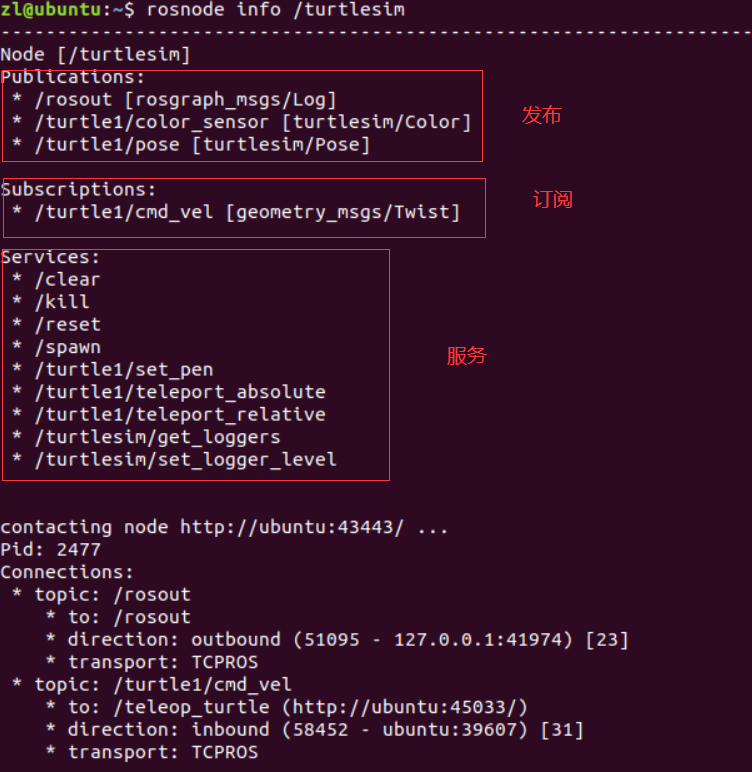 zl@ubuntu:~$ rosnode info /turtlesim
--------------------------------------------------------------------------------
Node [/turtlesim]
Publications:
 * /rosout [rosgraph_msgs/Log]
 * /turtle1/color_sensor [turtlesim/Color]
发布
 * /turtle1/pose [turtlesim/Pose]
Subscriptions:
订阅
 * /turtle1/cmd_vel [geometry_msgs/Twist]
Services:
 * /clear
 * /kill
 * /reset
 * /spawn
服务
 * /turtle1/set_pen
 * /turtle1/teleport_absolute
 * /turtle1/teleport_relative
 * /turtlesim/get_loggers
 * /turtlesim/set_logger_level
contacting node http://ubuntu:43443/ ...
Pid: 2477
Connections:
 * topic: /rosout
    * to: /rosout
    * direction: outbound (51095 - 127.0.0.1:41974) [23]
    * transport: TCPROS
 * topic: /turtle1/cmd_vel
    * to: /teleop_turtle (http://ubuntu:45033/)
    * direction: inbound (58452 - ubuntu:39607) [31]
    * transport: TCPROS